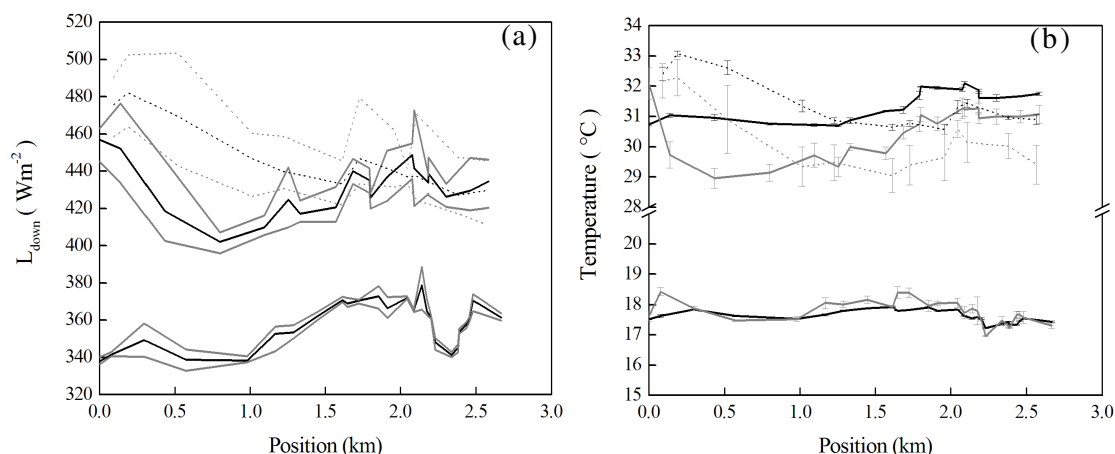 (a)
L_down ( Wm^-2 )
520
500
480
460
440
420
400
380
360
340
320
0.0 0.5 1.0 1.5 2.0 2.5 3.0
Position (km)
(b)
Temperature ( °C )
34
33
32
31
30
29
28
19
18
17
16
15
0.0 0.5 1.0 1.5 2.0 2.5 3.0
Position (km)